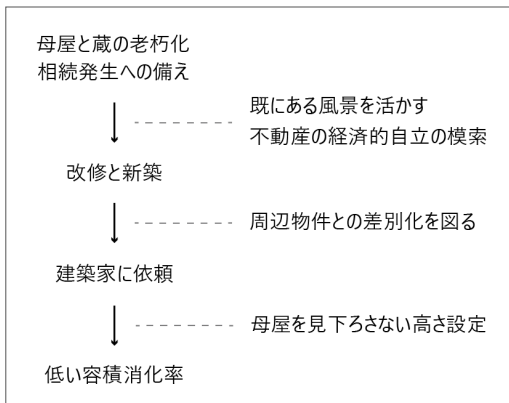 母屋と蔵の老朽化
相続発生への備え
既にある風景を活かす
不動産の経済的自立の模索
改修と新築
周辺物件との差別化を図る
建築家に依頼
母屋を見下ろさない高さ設定
低い容積消化率